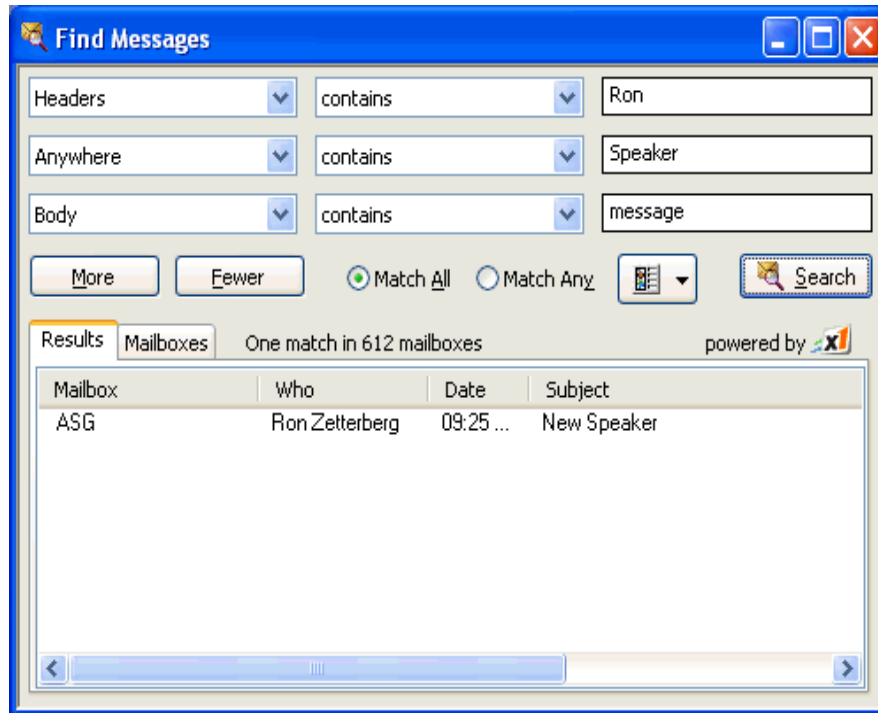 Find Messages
Headers contains Ron
Anywhere contains Speaker
Body contains message
More Fewer Match All Match Any Search
Results Mailboxes One match in 612 mailboxes powered by x1
Mailbox Who Date Subject
ASG Ron Zetterberg 09:25 ... New Speaker